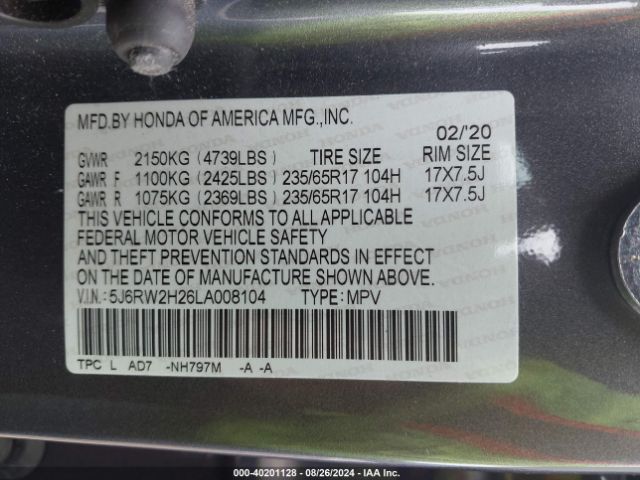 MFD.BY HONDA OF AMERICA MFG.,INC.
02/'20
GVWR 2150KG (4739LBS) TIRE SIZE RIM SIZE
GAWR F 1100KG (2425LBS) 235/65R17 104H 17X7.5J
GAWR R 1075KG (2369LBS) 235/65R17 104H 17X7.5J
THIS VEHICLE CONFORMS TO ALL APPLICABLE
FEDERAL MOTOR VEHICLE SAFETY
AND THEFT PREVENTION STANDARDS IN EFFECT
ON THE DATE OF MANUFACTURE SHOWN ABOVE.
V.I.N.:5J6RW2H26LA008104 TYPE:MPV
TPC L AD7 -NH797M -A -A
000-40201128 - 08/26/2024 - IAA Inc.